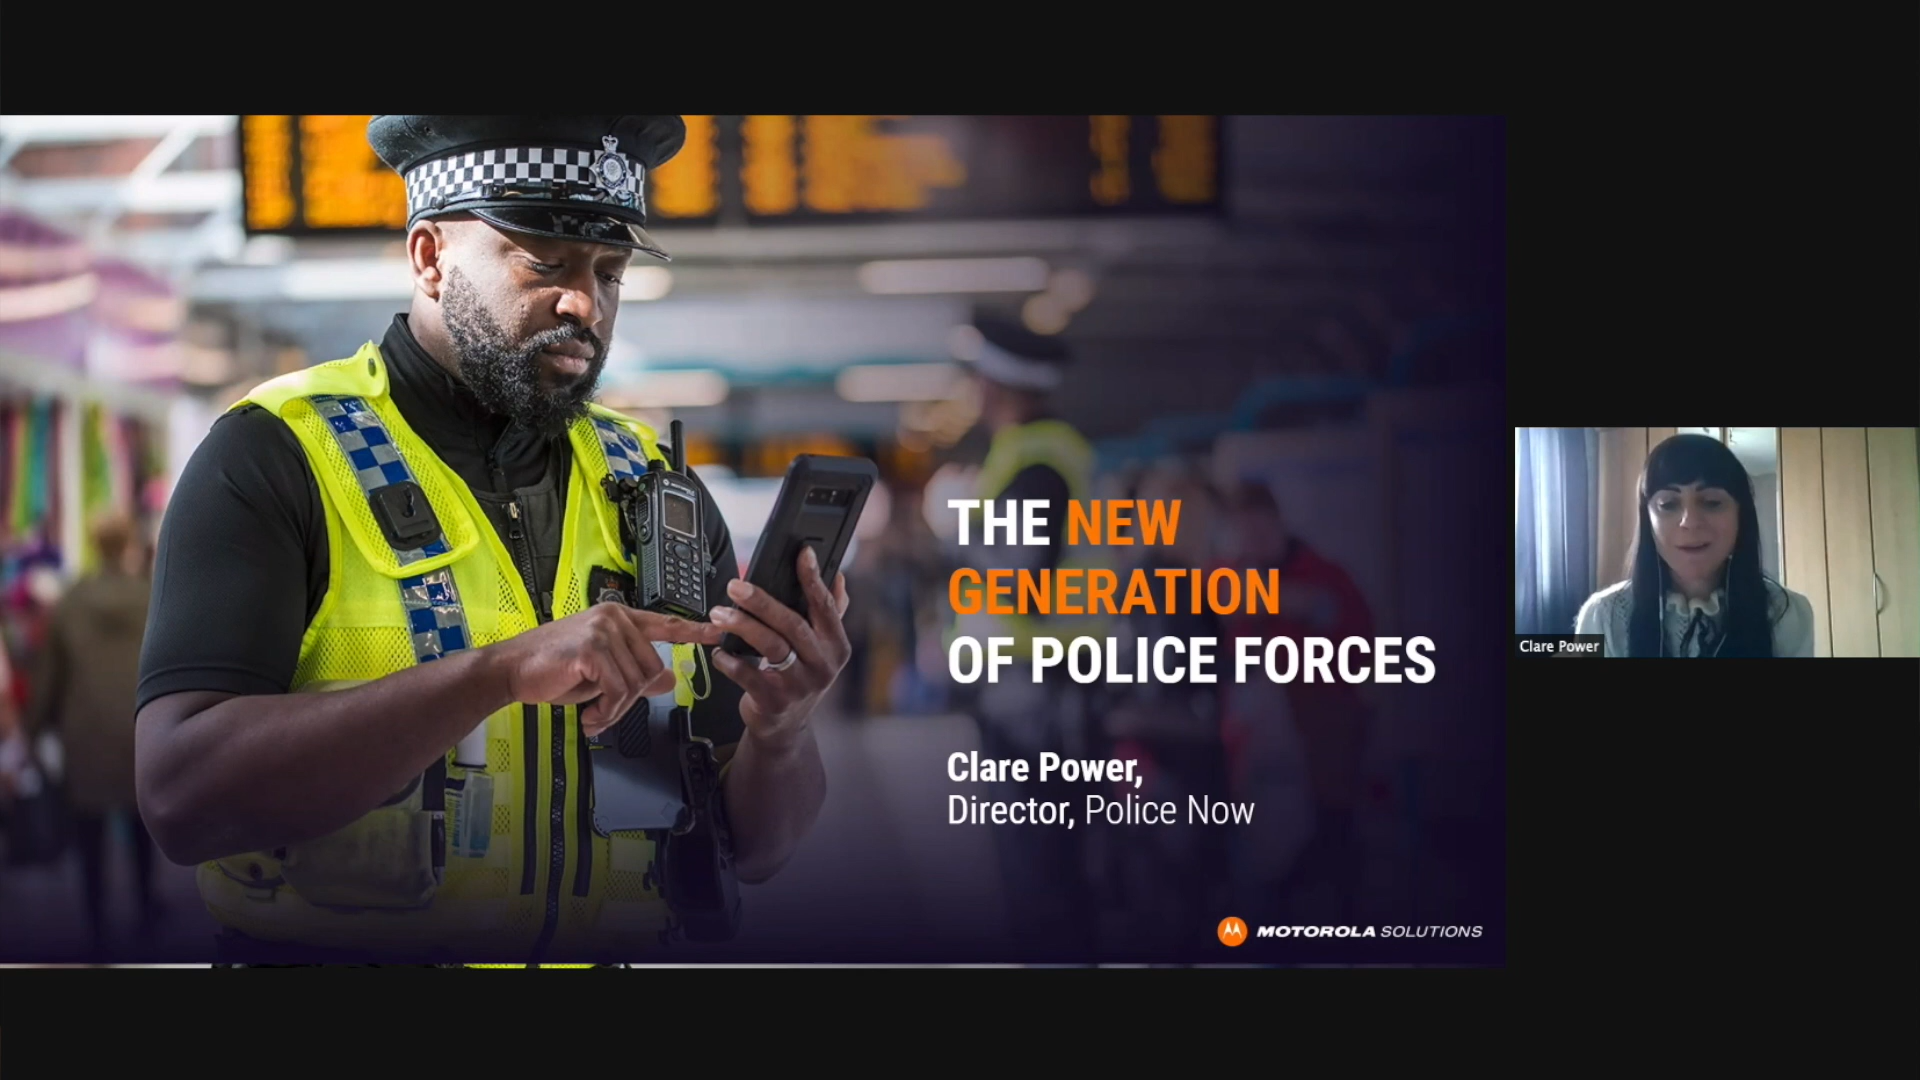 THE NEW
GENERATION
OF POLICE FORCES
Clare Power,
Director, Police Now
MOTOROLA SOLUTIONS
Clare Power